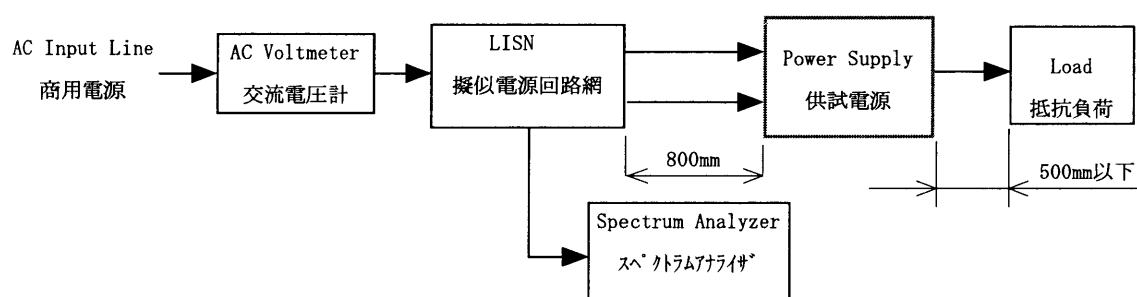 AC Input Line
商用電源
AC Voltmeter
交流電圧計
LISN
擬似電源回路網
Power Supply
供試電源
Load
抵抗負荷
800mm
500mm以下
Spectrum Analyzer
ｽﾍﾟｸﾄﾗﾑｱﾅﾗｲｻﾞ